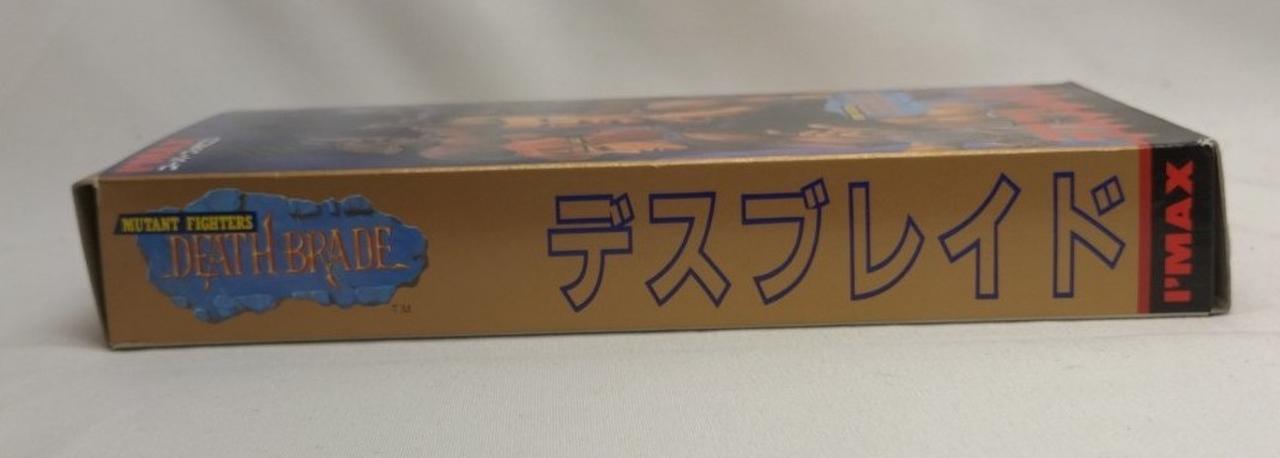 MUTANT FIGHTERS
DEATH BRADE
TM
デスブレイド
I'MAX